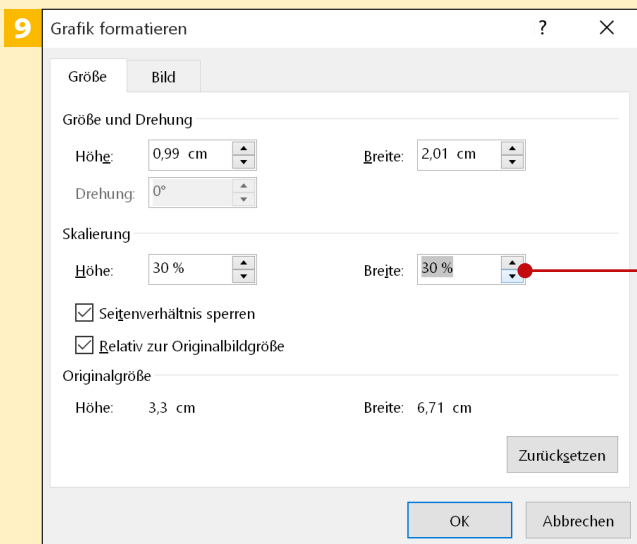 9 Grafik formatieren ?
Größe Bild
Größe und Drehung
Höhe: 0,99 cm Breite: 2,01 cm
Drehung: 0°
Skalierung
Höhe: 30 % Breite: 30 %
Seitenverhältnis sperren
Relativ zur Originalbildgröße
Originalgröße
Höhe: 3,3 cm Breite: 6,71 cm
Zurücksetzen
OK Abbrechen